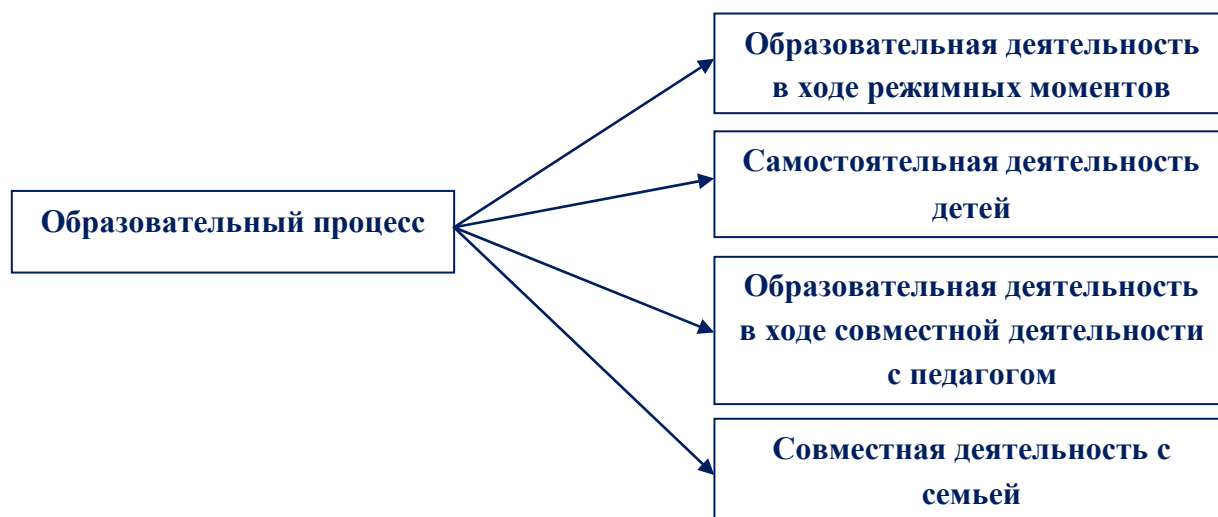 Образовательный процесс
Образовательная деятельность
в ходе режимных моментов
Самостоятельная деятельность
детей
Образовательная деятельность
в ходе совместной деятельности
с педагогом
Совместная деятельность с
семьей